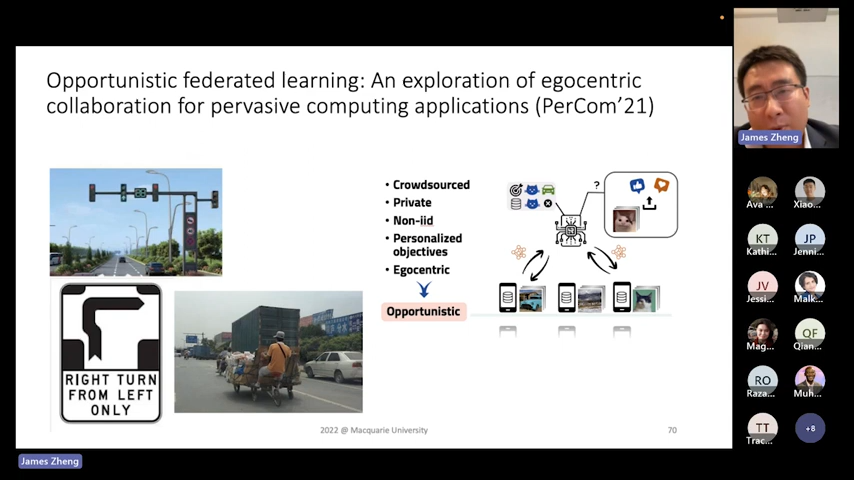 Opportunistic federated learning: An exploration of egocentric
collaboration for pervasive computing applications (PerCom'21)
James Zheng
• Crowdsourced
• Private
• Non-iid
• Personalized
objectives
• Egocentric
Opportunistic
?
RIGHT TURN
FROM LEFT
ONLY
2022 @ Macquarie University
70
James Zheng
Ava ...
Xiao...
KT
Kathi...
JP
Jenni...
JV
Jessi...
Malk...
Mag...
QF
Qian...
RO
Raza...
Muh...
TT
Trac...
+8